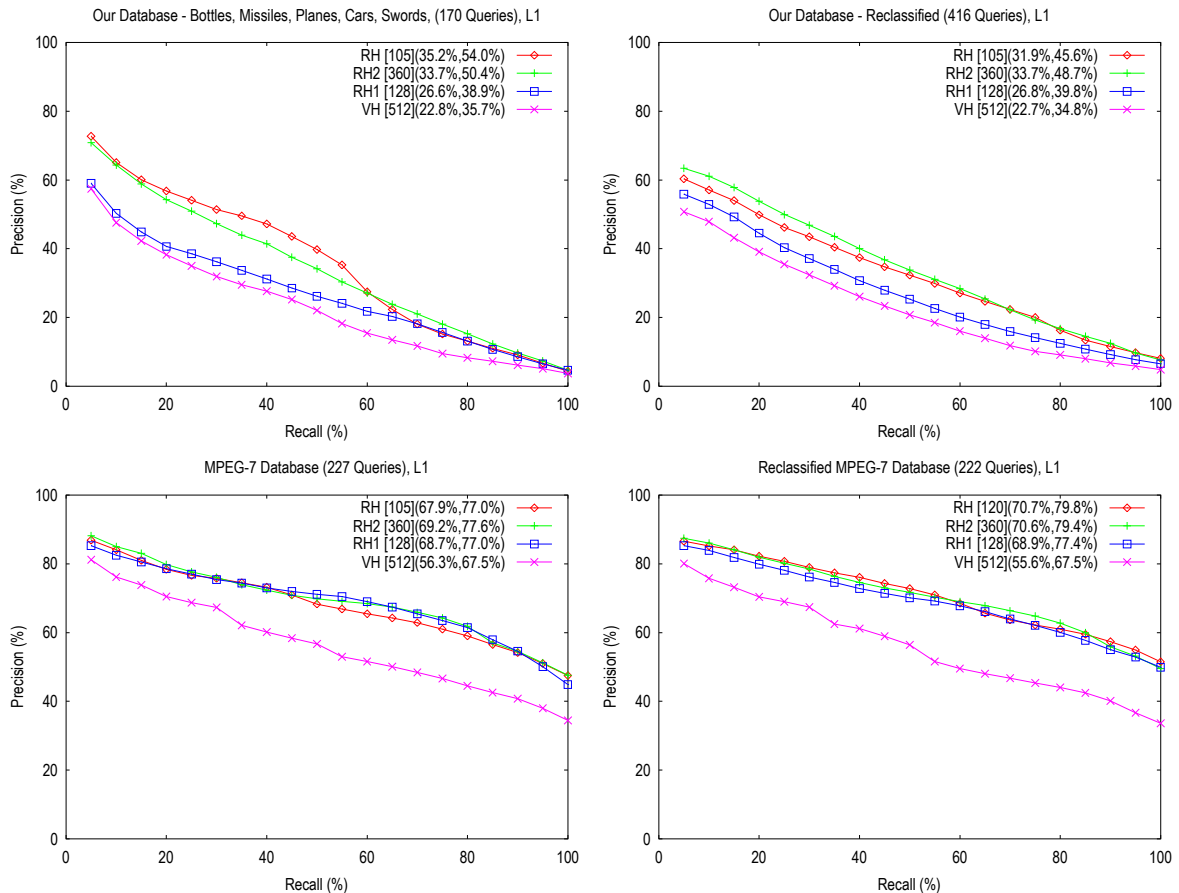 Our Database - Bottles, Missiles, Planes, Cars, Swords, (170 Queries), L1
100
80
60
40
20
0
Precision (%)
RH [105](35.2%,54.0%)
RH2 [360](33.7%,50.4%)
RH1 [128](26.6%,38.9%)
VH [512](22.8%,35.7%)
0 20 40 60 80 100
Recall (%)
Our Database - Reclassified (416 Queries), L1
100
80
60
40
20
0
Precision (%)
RH [105](31.9%,45.6%)
RH2 [360](33.7%,48.7%)
RH1 [128](26.8%,39.8%)
VH [512](22.7%,34.8%)
0 20 40 60 80 100
Recall (%)
MPEG-7 Database (227 Queries), L1
100
80
60
40
20
0
Precision (%)
RH [105](67.9%,77.0%)
RH2 [360](69.2%,77.6%)
RH1 [128](68.7%,77.0%)
VH [512](56.3%,67.5%)
0 20 40 60 80 100
Recall (%)
Reclassified MPEG-7 Database (222 Queries), L1
100
80
60
40
20
0
Precision (%)
RH [120](70.7%,79.8%)
RH2 [360](70.6%,79.4%)
RH1 [128](68.9%,77.4%)
VH [512](55.6%,67.5%)
0 20 40 60 80 100
Recall (%)